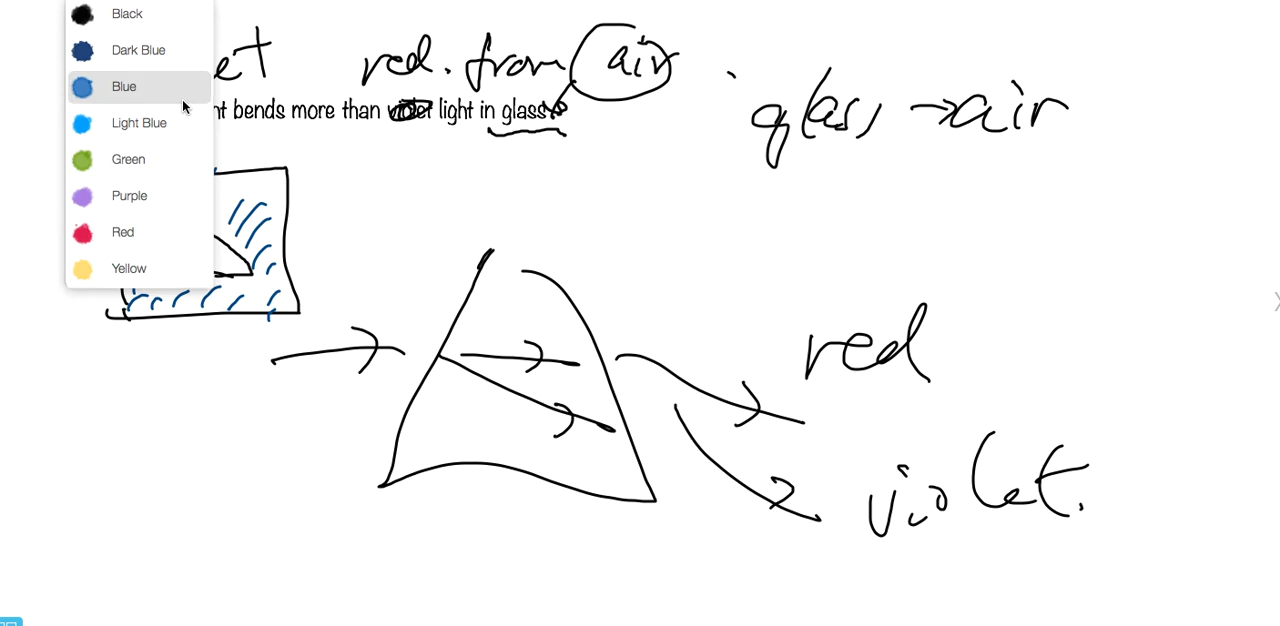 Black
Dark Blue
Blue
Light Blue
Green
Purple
Red
Yellow
et red. from air
nt bends more than light in glass
glass → air
red
violet.